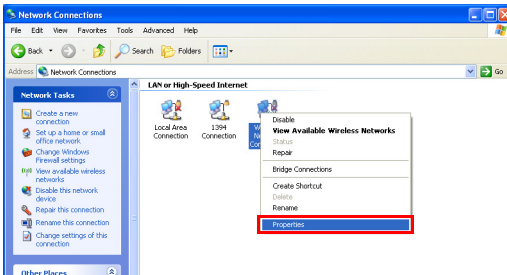 Network Connections
File Edit View Favorites Tools Advanced Help
Back Search Folders
Address Network Connections Go
Network Tasks
Create a new connection
Set up a home or small office network
Change Windows Firewall settings
View available wireless networks
Disable this network device
Repair this connection
Rename this connection
Change settings of this connection
Other Places
LAN or High-Speed Internet
Local Area Connection
1394 Connection
Disable
View Available Wireless Networks
Status
Repair
Bridge Connections
Create Shortcut
Delete
Rename
Properties